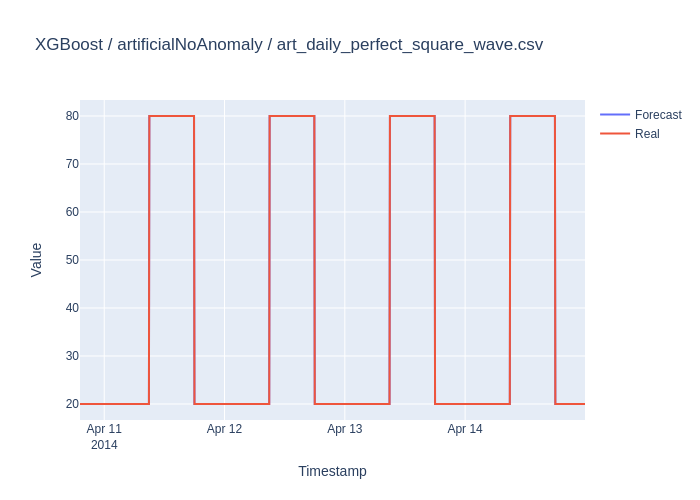 XGBoost / artificialNoAnomaly / art_daily_perfect_square_wave.csv
Forecast
Real
80
70
60
50
40
30
20
Value
Apr 11
2014
Apr 12
Apr 13
Apr 14
Timestamp